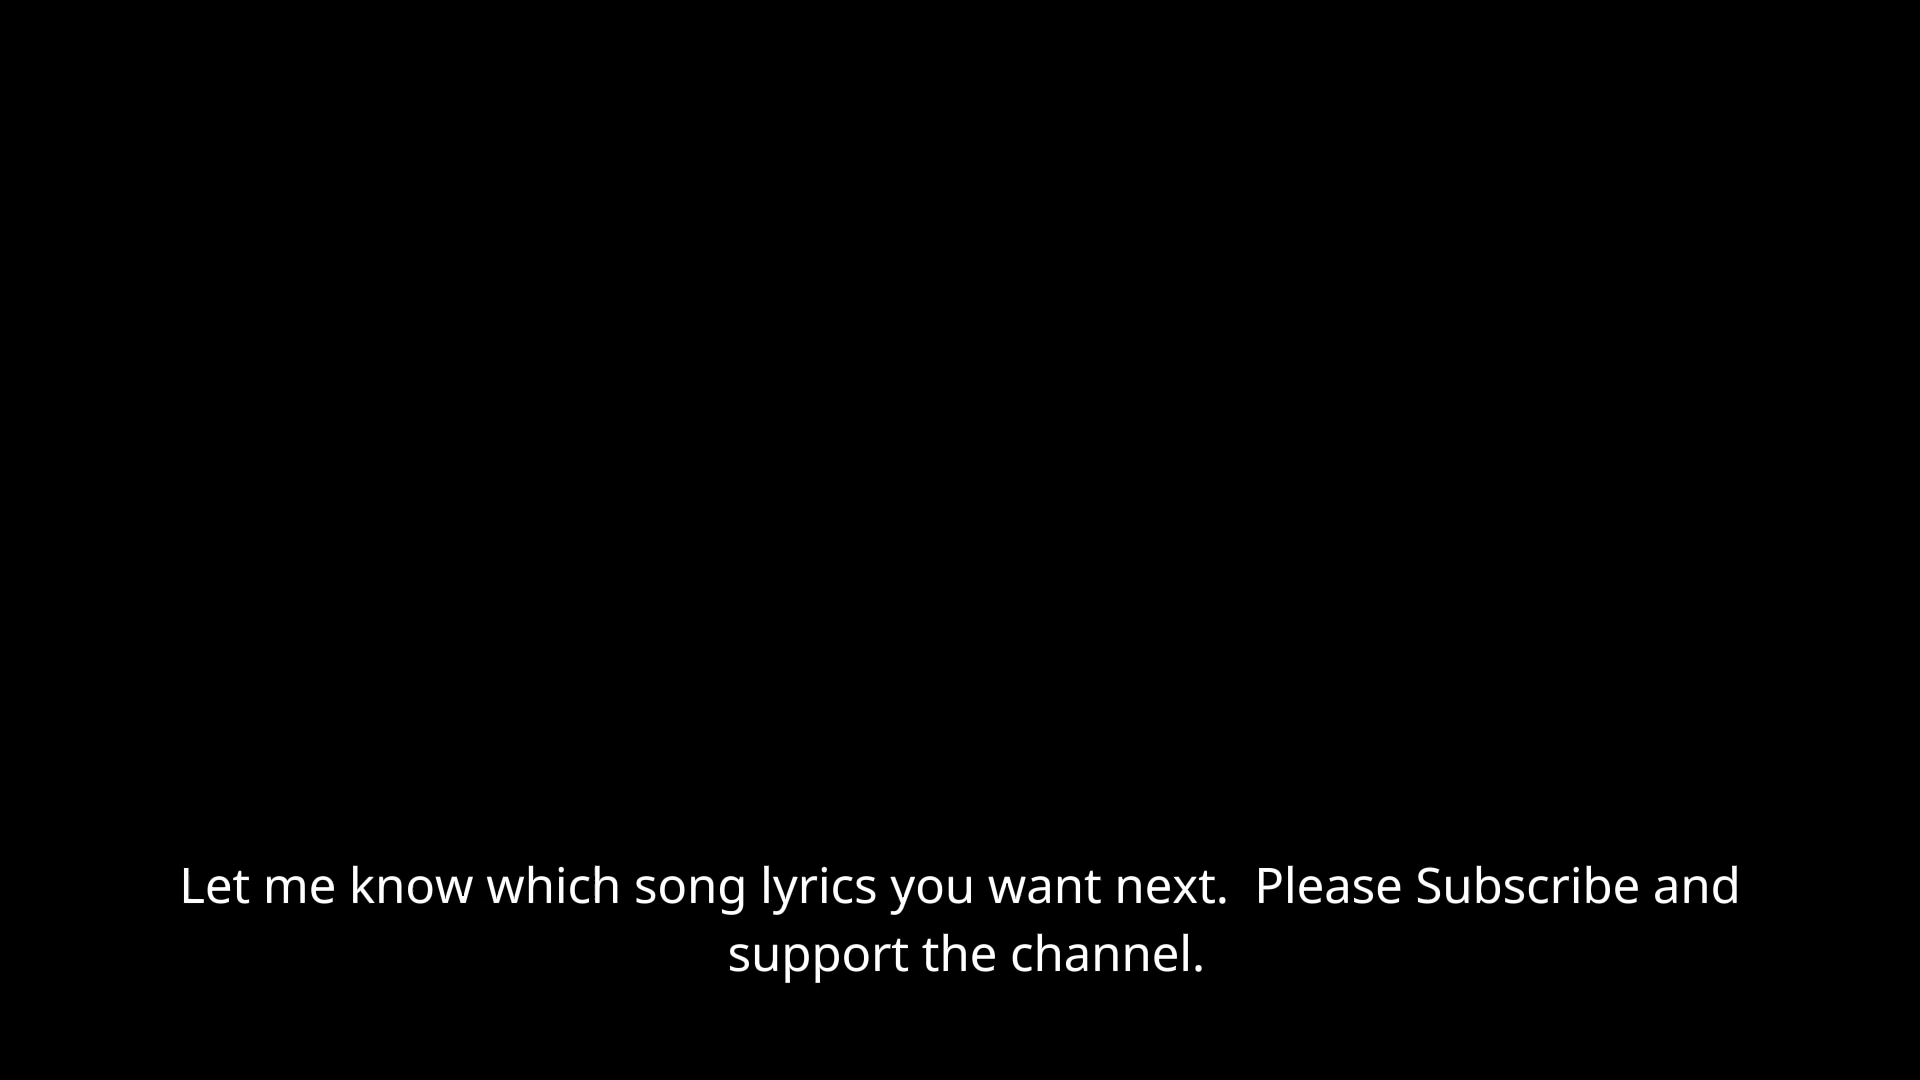 Let me know which song lyrics you want next.  Please Subscribe and
support the channel.